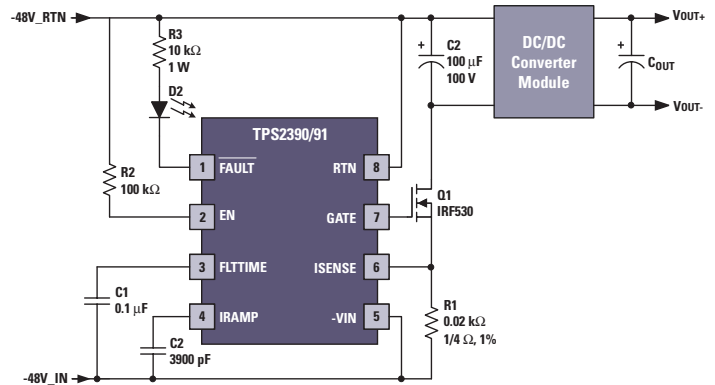 -48V_RTN
R3
10 kΩ
1 W
D2
R2
100 kΩ
C2
100 μF
100 V
+
DC/DC
Converter
Module
+
COUT
VOUT+
VOUT-
TPS2390/91
1 FAULT
RTN 8
2 EN
GATE 7
3 FLTTIME
ISENSE 6
4 IRAMP
-VIN 5
Q1
IRF530
C1
0.1 μF
C2
3900 pF
R1
0.02 kΩ
1/4 Ω, 1%
-48V_IN